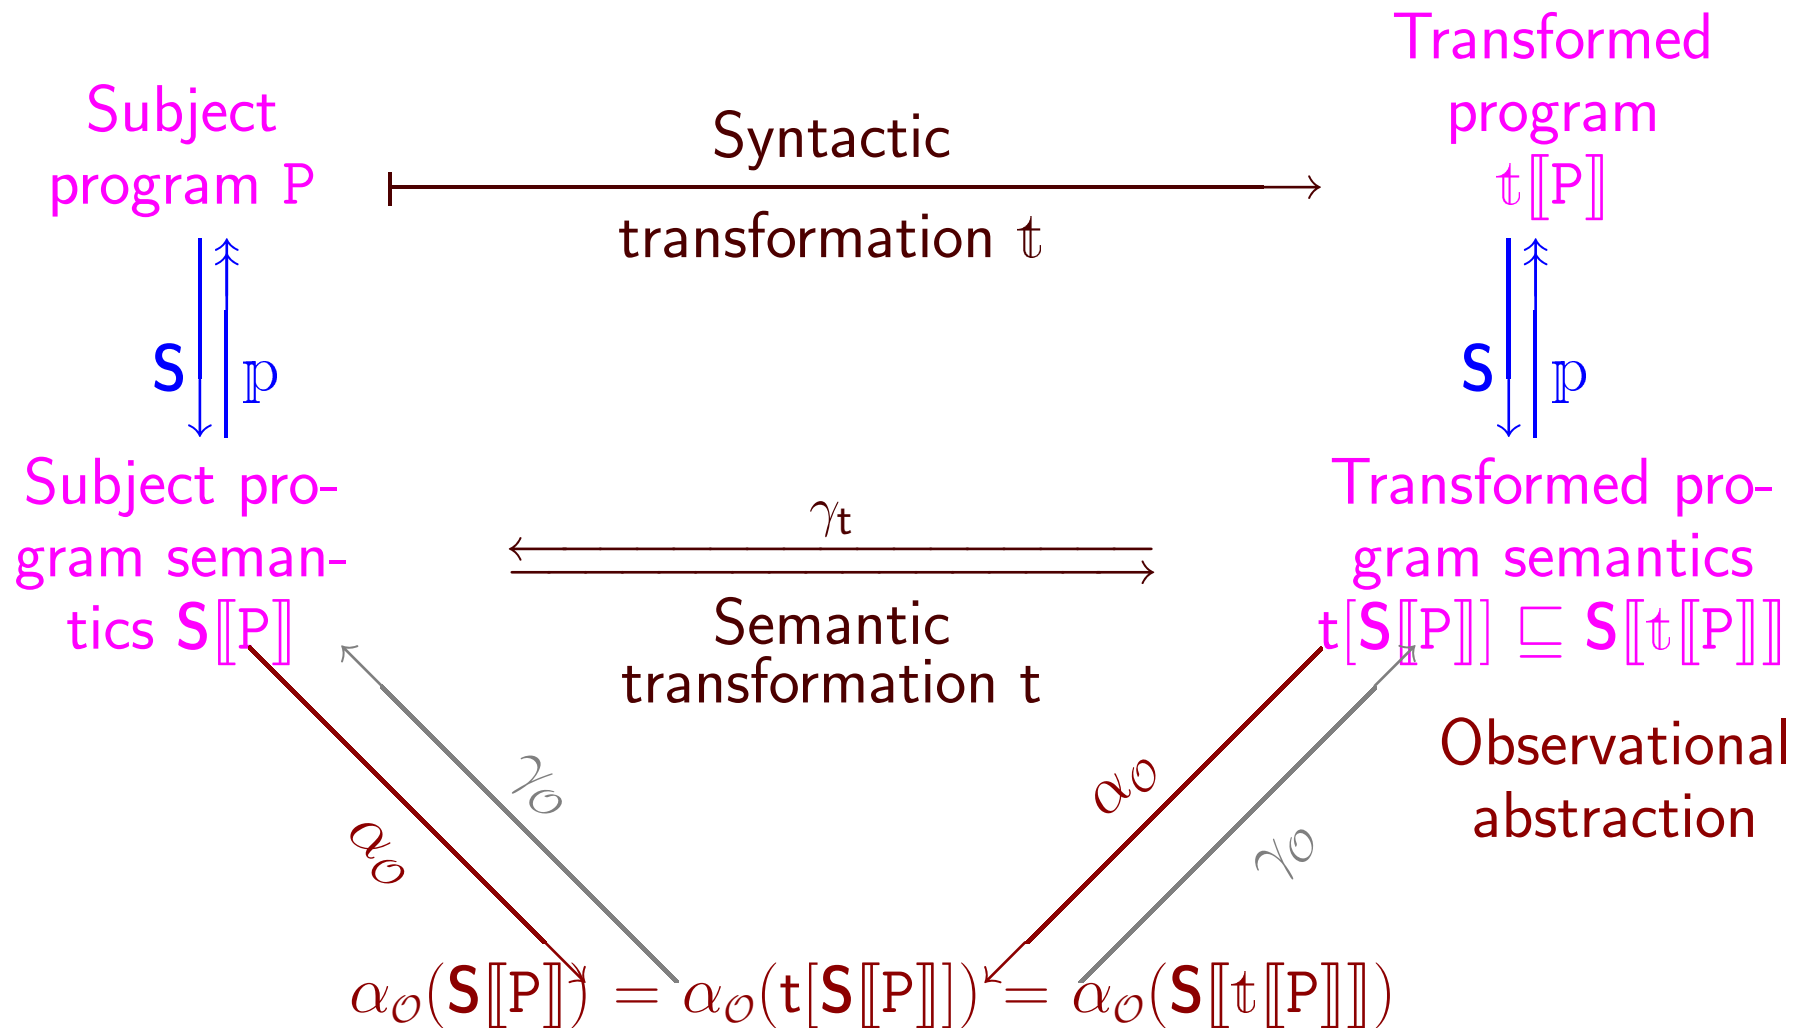 Transformed
Subject
program
Syntactic
program P
𝕥⟦P⟧
transformation 𝕥
S 𝕡
S 𝕡
Subject pro-
gram seman-
tics S⟦P⟧
γt
Semantic
transformation t
Transformed pro-
gram semantics
t[S⟦P⟧] ⊑ S⟦𝕥⟦P⟧⟧
Observational
abstraction
γ𝒪
α𝒪
α𝒪
γ𝒪
α𝒪(S⟦P⟧) = α𝒪(t[S⟦P⟧]) = α𝒪(S⟦𝕥⟦P⟧⟧)